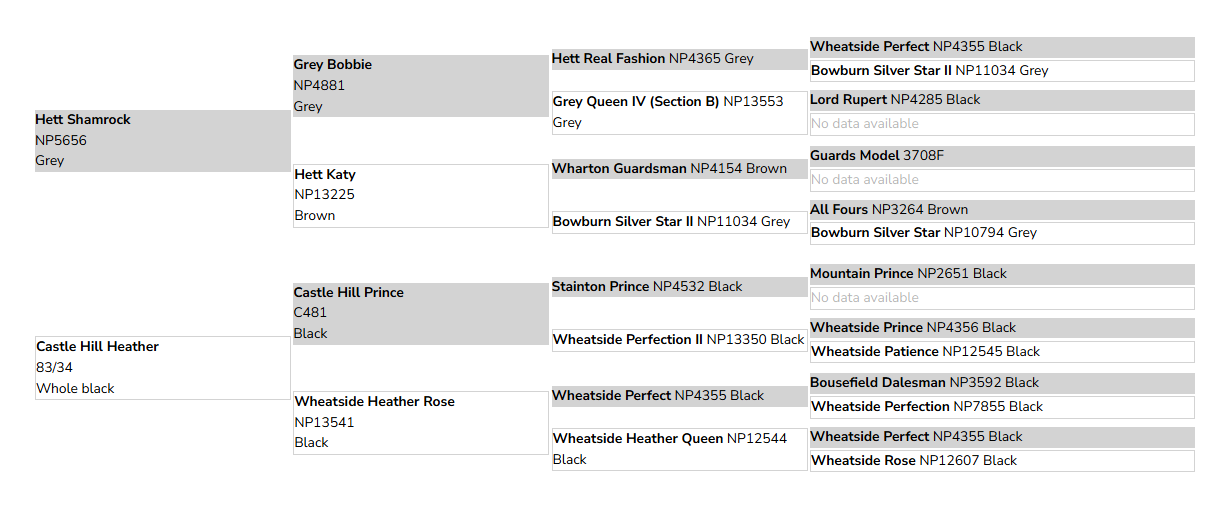 Hett Shamrock
NP5656
Grey
Castle Hill Heather
83/34
Whole black
Grey Bobbie
NP4881
Grey
Hett Katy
NP13225
Brown
Castle Hill Prince
C481
Black
Wheatside Heather Rose
NP13541
Black
Hett Real Fashion NP4365 Grey
Grey Queen IV (Section B) NP13553
Grey
Wharton Guardsman NP4154 Brown
Bowburn Silver Star II NP11034 Grey
Stainton Prince NP4532 Black
Wheatside Perfection II NP13350 Black
Wheatside Perfect NP4355 Black
Wheatside Heather Queen NP12544
Black
Wheatside Perfect NP4355 Black
Bowburn Silver Star II NP11034 Grey
Lord Rupert NP4285 Black
No data available
Guards Model 3708F
No data available
All Fours NP3264 Brown
Bowburn Silver Star NP10794 Grey
Mountain Prince NP2651 Black
No data available
Wheatside Prince NP4356 Black
Wheatside Patience NP12545 Black
Bousefield Dalesman NP3592 Black
Wheatside Perfection NP7855 Black
Wheatside Perfect NP4355 Black
Wheatside Rose NP12607 Black